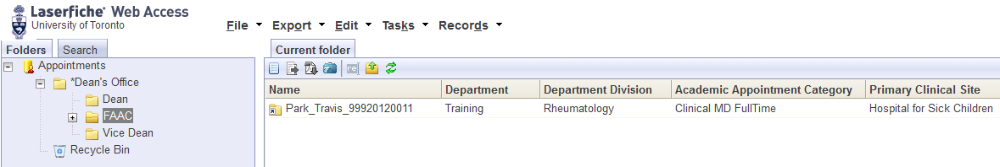 Laserfiche® Web Access
University of Toronto
File Export Edit Tasks Records
Folders Search
Current folder
Appointments
*Dean's Office
Dean
FAAC
Vice Dean
Recycle Bin
Name Department Department Division Academic Appointment Category Primary Clinical Site
Park_Travis_99920120011 Training Rheumatology Clinical MD FullTime Hospital for Sick Children